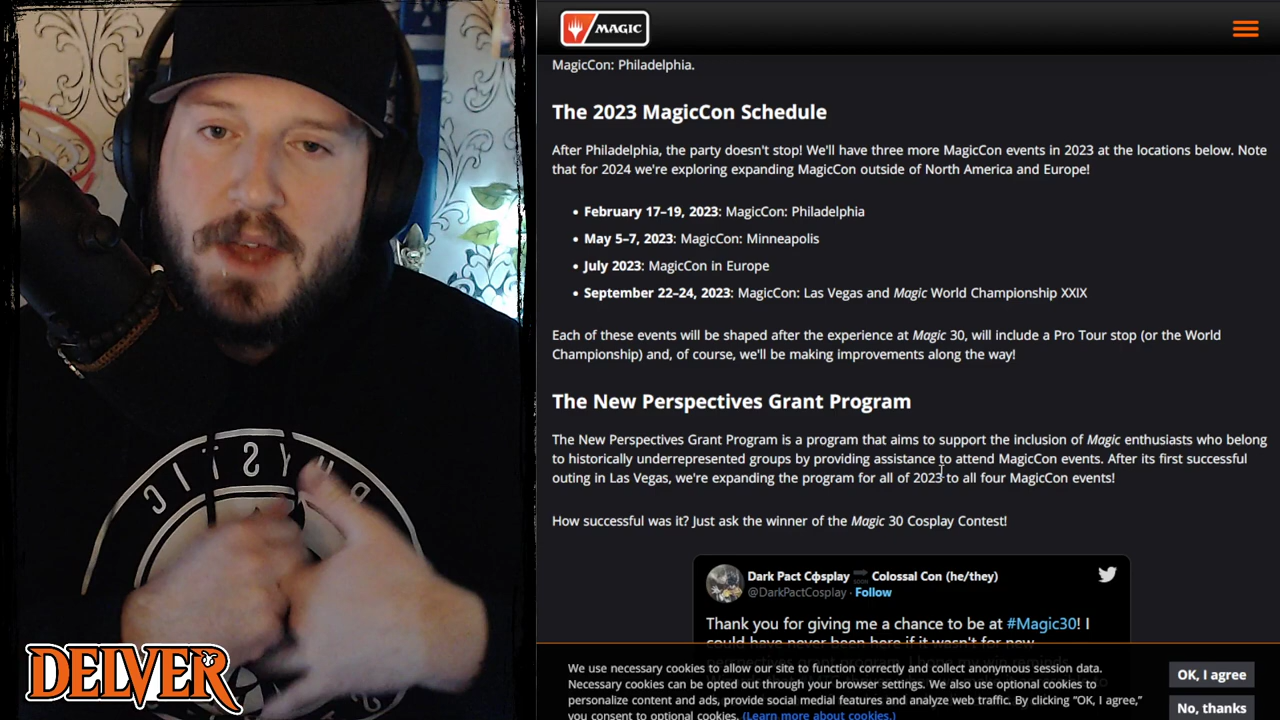 MAGIC
MagicCon: Philadelphia.
The 2023 MagicCon Schedule
After Philadelphia, the party doesn't stop! We'll have three more MagicCon events in 2023 at the locations below. Note
that for 2024 we're exploring expanding MagicCon outside of North America and Europe!
• February 17–19, 2023: MagicCon: Philadelphia
• May 5–7, 2023: MagicCon: Minneapolis
• July 2023: MagicCon in Europe
• September 22–24, 2023: MagicCon: Las Vegas and Magic World Championship XXIX
Each of these events will be shaped after the experience at Magic 30, will include a Pro Tour stop (or the World
Championship) and, of course, we'll be making improvements along the way!
The New Perspectives Grant Program
The New Perspectives Grant Program is a program that aims to support the inclusion of Magic enthusiasts who belong
to historically underrepresented groups by providing assistance to attend MagicCon events. After its first successful
outing in Las Vegas, we're expanding the program for all of 2023 to all four MagicCon events!
How successful was it? Just ask the winner of the Magic 30 Cosplay Contest!
Dark Pact Cosplay Colossal Con (he/they)
@DarkPactCosplay · Follow
Thank you for giving me a chance to be at #Magic30! I
could have never been here if it wasn't for new
We use necessary cookies to allow our site to function correctly and collect anonymous session data.
Necessary cookies can be opted out through your browser settings. We also use optional cookies to
personalize content and ads, provide social medial features and analyze web traffic. By clicking “OK, I agree,”
you consent to optional cookies. (Learn more about cookies.)
OK, I agree
No, thanks
DELVER